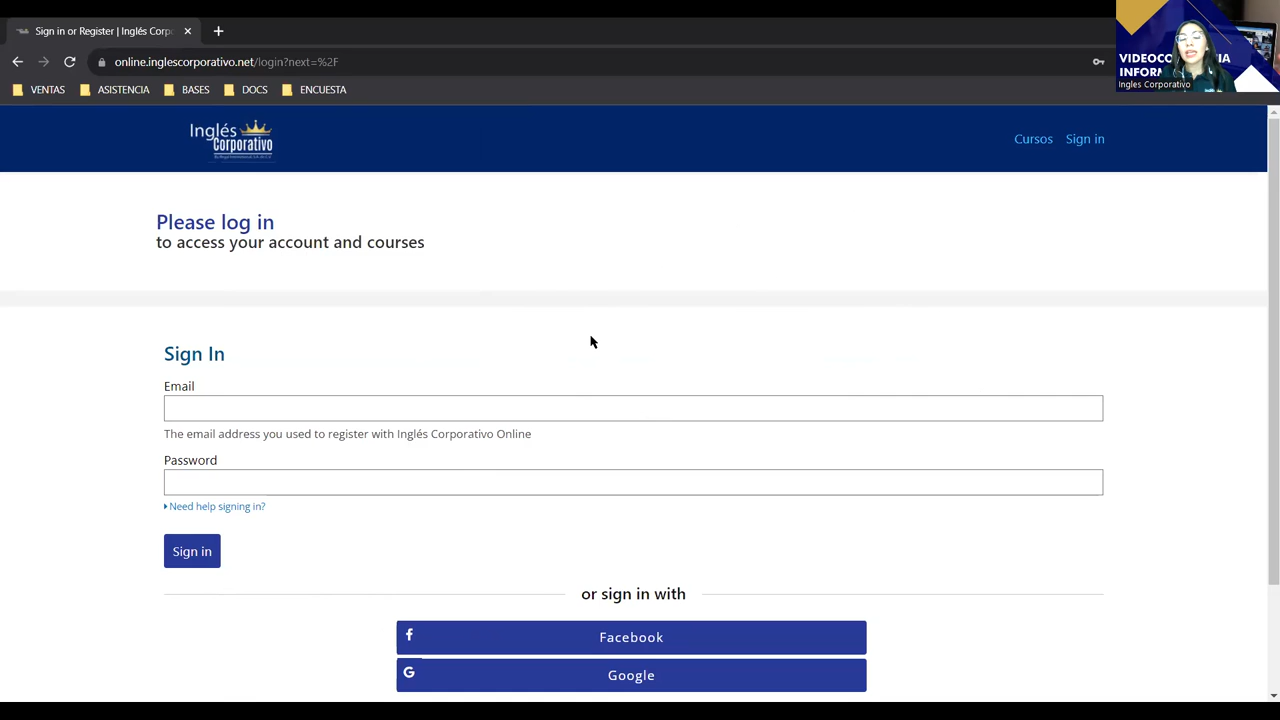 Sign in or Register | Inglés Corp
online.inglescorporativo.net/login?next=%2F
VENTAS ASISTENCIA BASES DOCS ENCUESTA
INFORM
Ingles Corporativo
Inglés
Corporativo
Cursos Sign in
Please log in
to access your account and courses
Sign In
Email
The email address you used to register with Inglés Corporativo Online
Password
Need help signing in?
Sign in
or sign in with
Facebook
Google